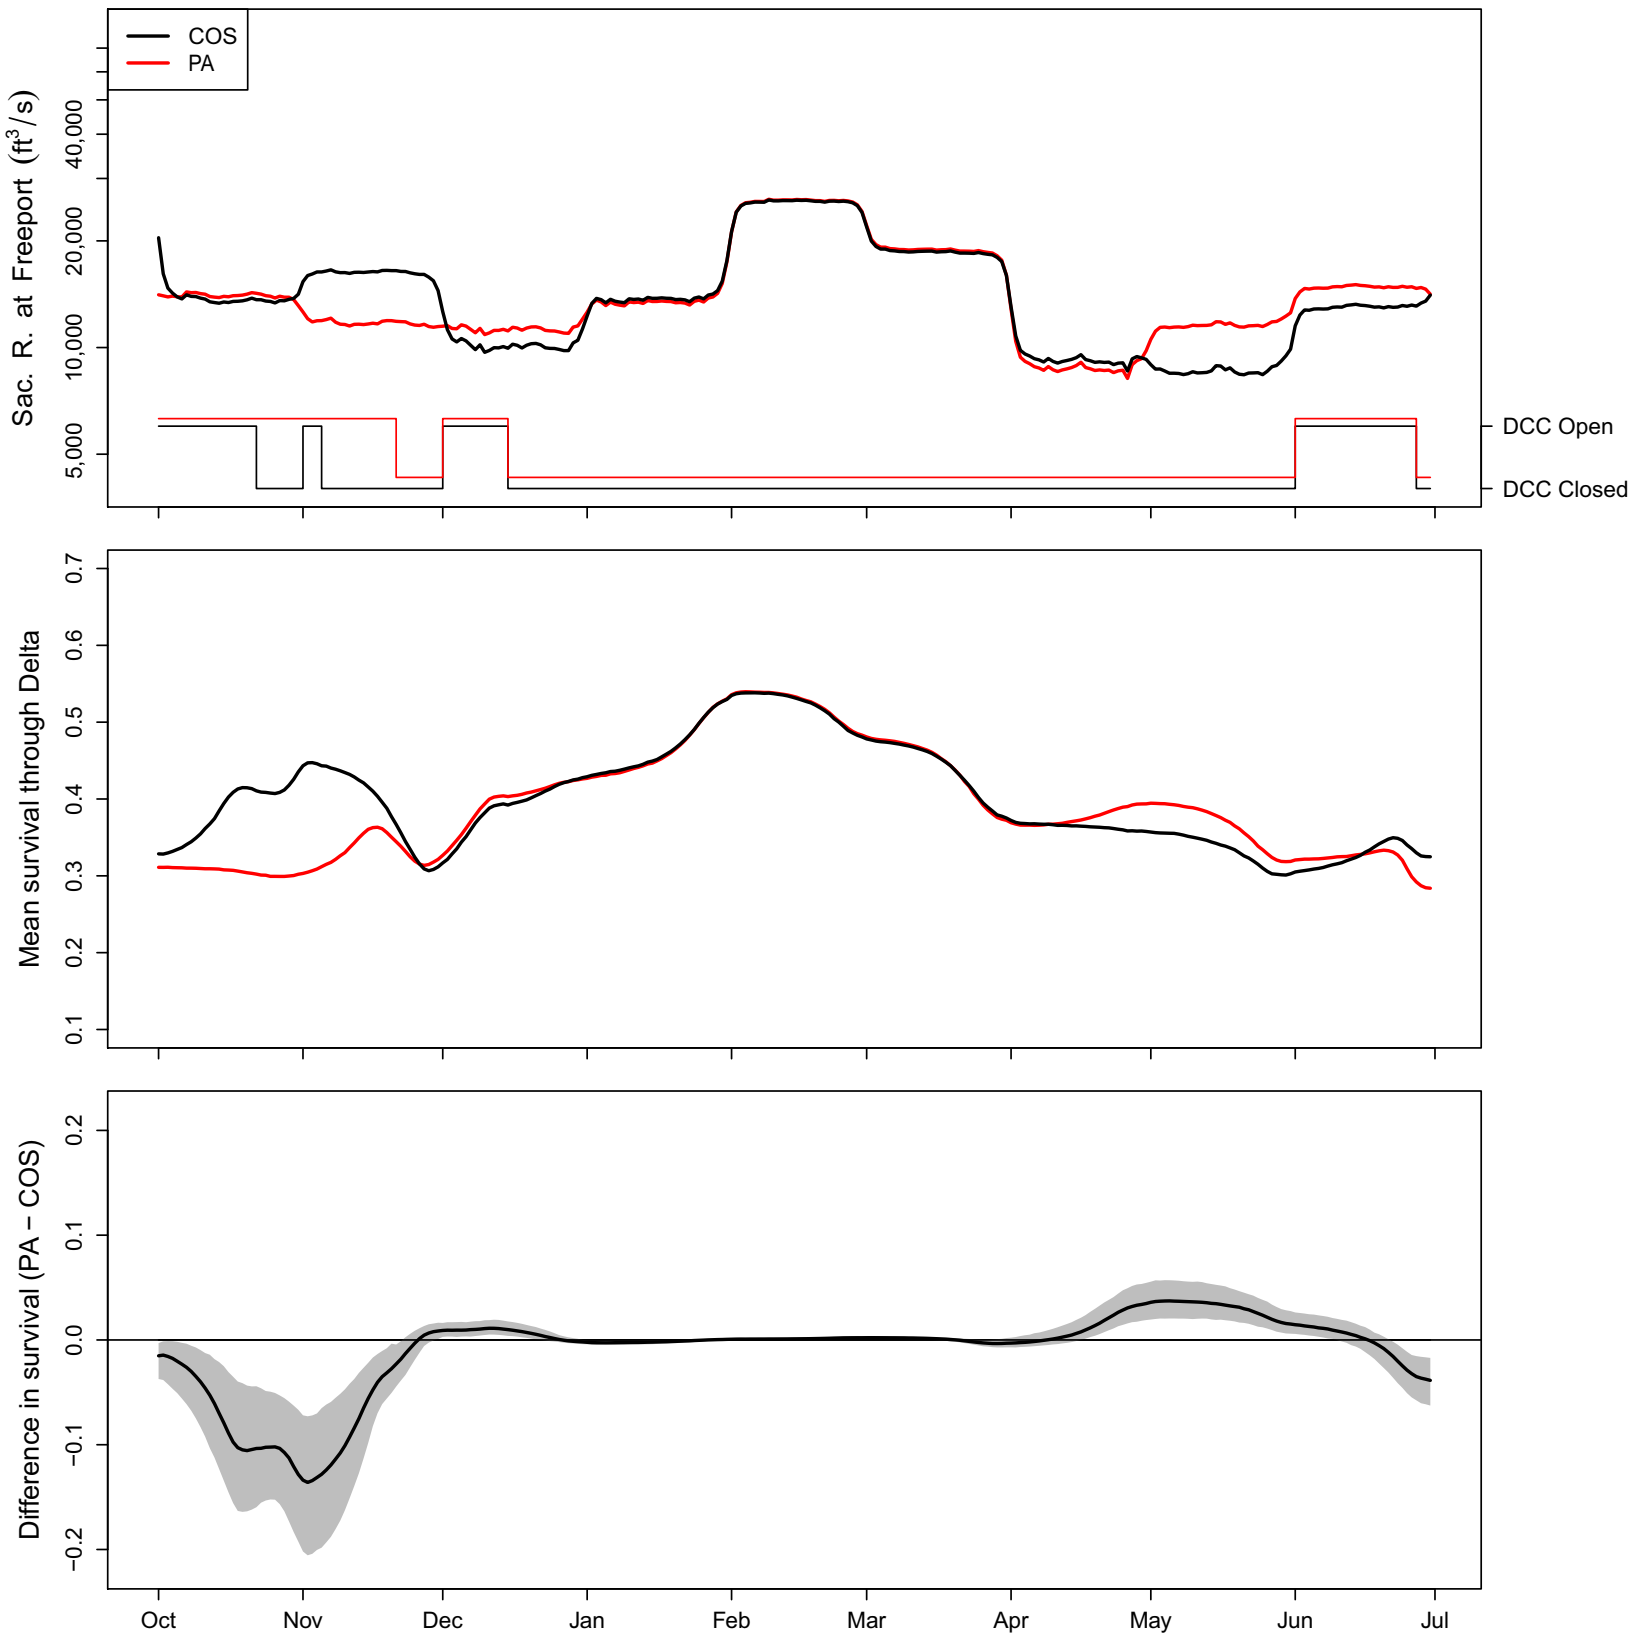 COS
PA
Sac. R. at Freeport (ft³/s)
40,000
20,000
10,000
5,000
DCC Open
DCC Closed
Mean survival through Delta
0.7
0.6
0.5
0.4
0.3
0.2
0.1
Difference in survival (PA − COS)
0.2
0.1
0.0
−0.1
−0.2
Oct Nov Dec Jan Feb Mar Apr May Jun Jul